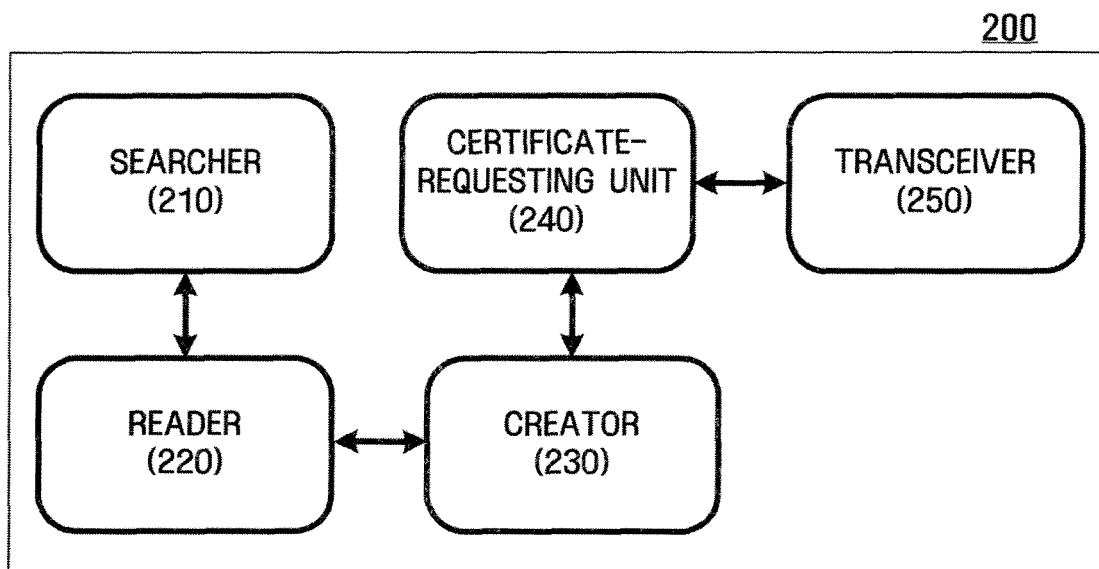 200
SEARCHER
(210)
CERTIFICATE-
REQUESTING UNIT
(240)
TRANSCEIVER
(250)
READER
(220)
CREATOR
(230)